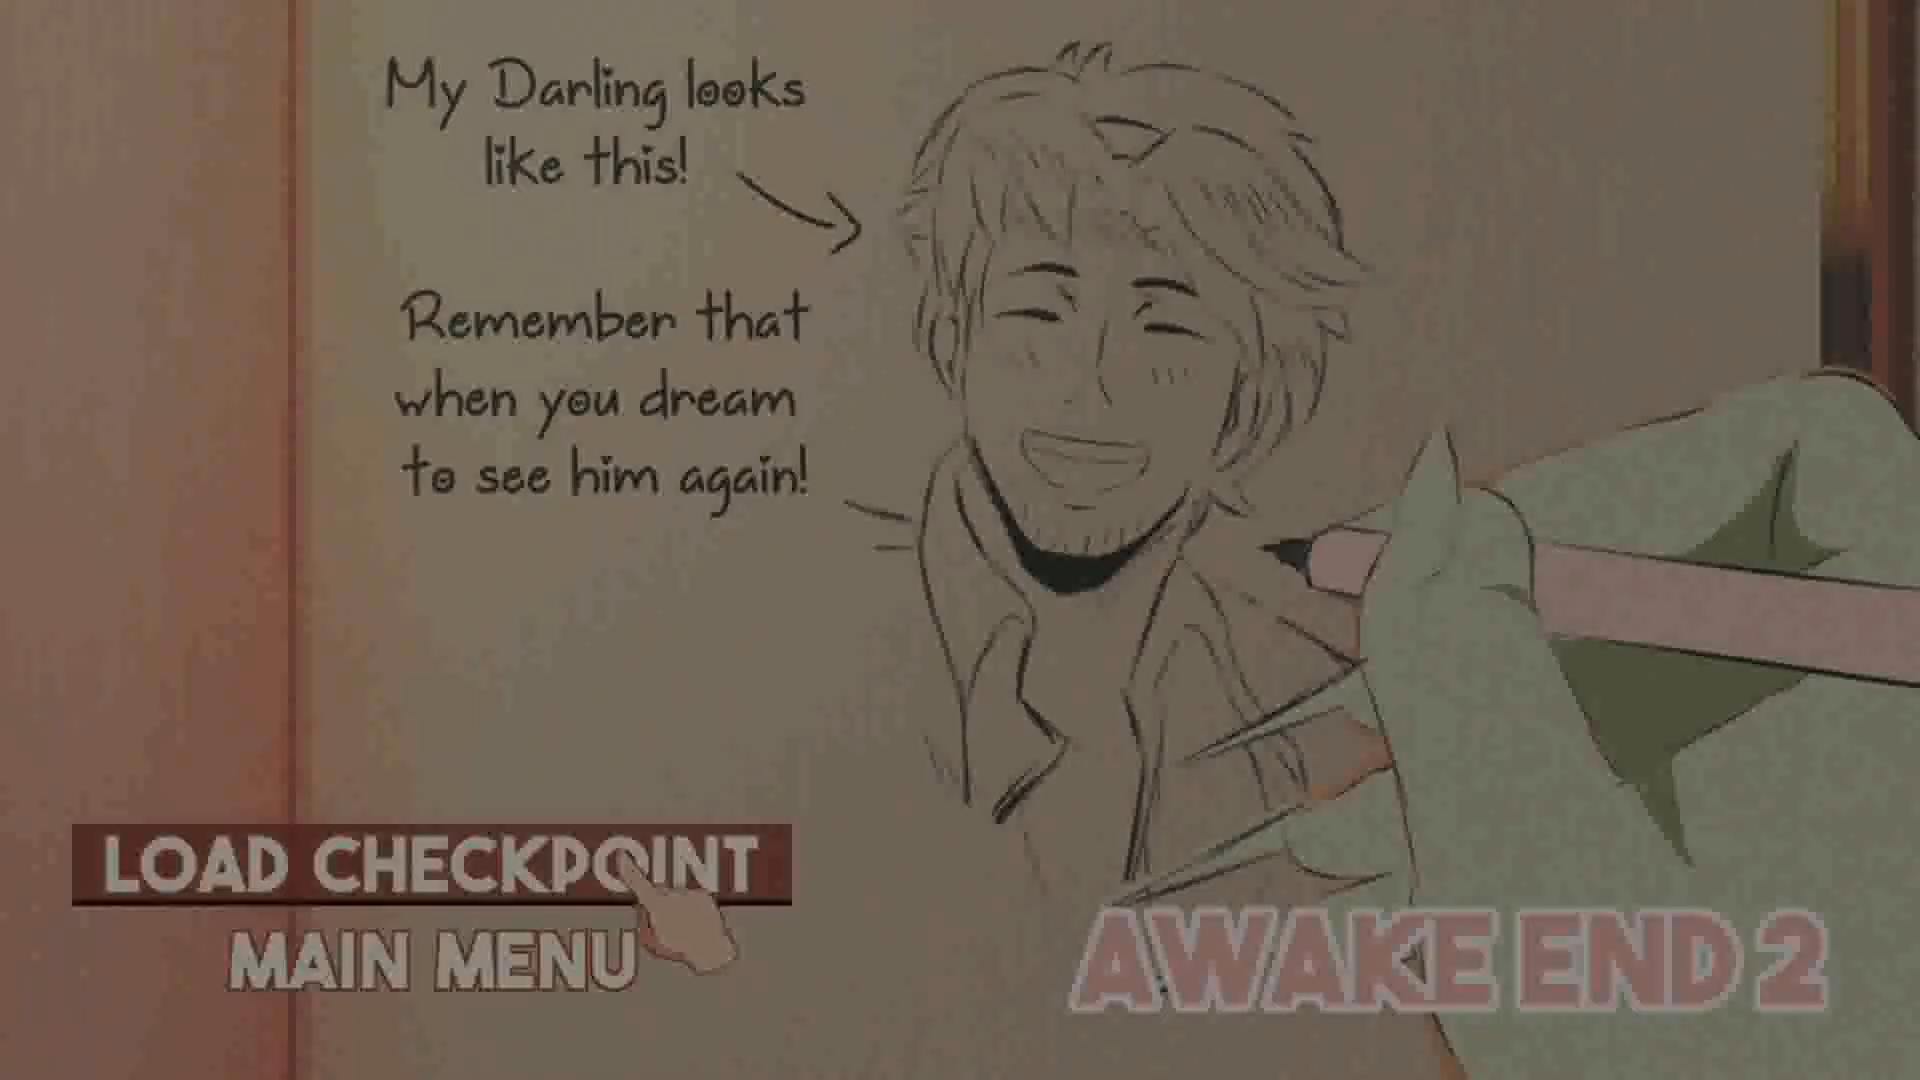 My Darling looks
like this!
Remember that
when you dream
to see him again!
LOAD CHECKPOINT
MAIN MENU
AWAKE END 2